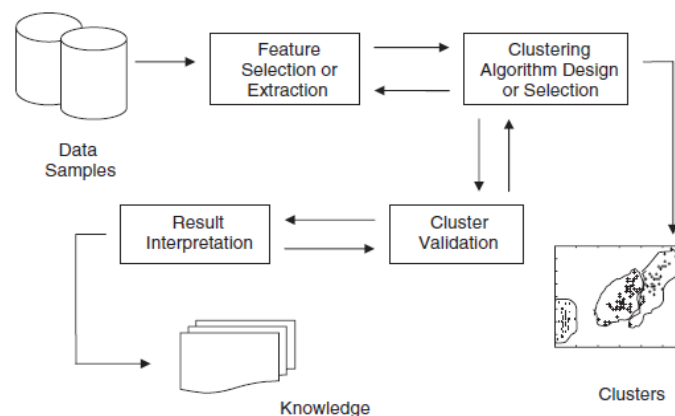 Feature
Selection or
Extraction
Clustering
Algorithm Design
or Selection
Data
Samples
Result
Interpretation
Cluster
Validation
Knowledge
Clusters